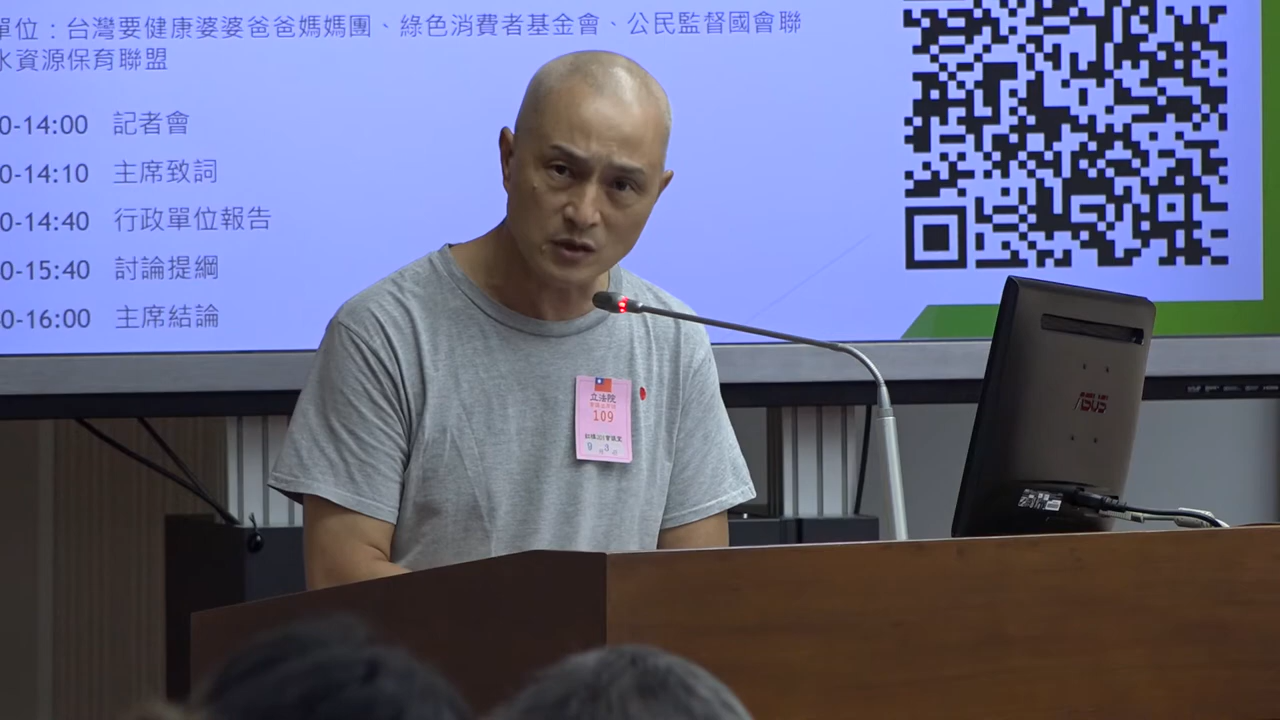 單位：台灣要健康婆婆爸爸媽媽團、綠色消費者基金會、公民監督國會聯
水資源保育聯盟
0-14:00 記者會
0-14:10 主席致詞
0-14:40 行政單位報告
0-15:40 討論提綱
0-16:00 主席結論
立法院
109
ASUS